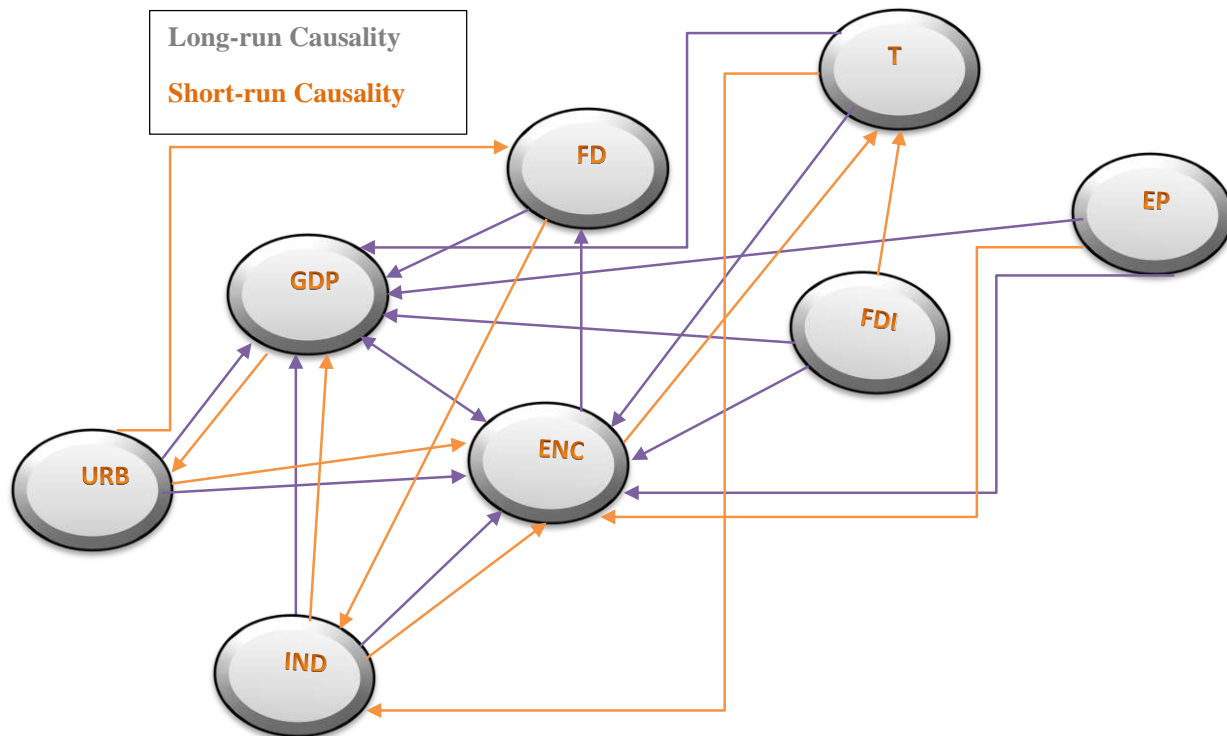 Long-run Causality
Short-run Causality
T
FD
EP
GDP
FDI
ENC
URB
IND